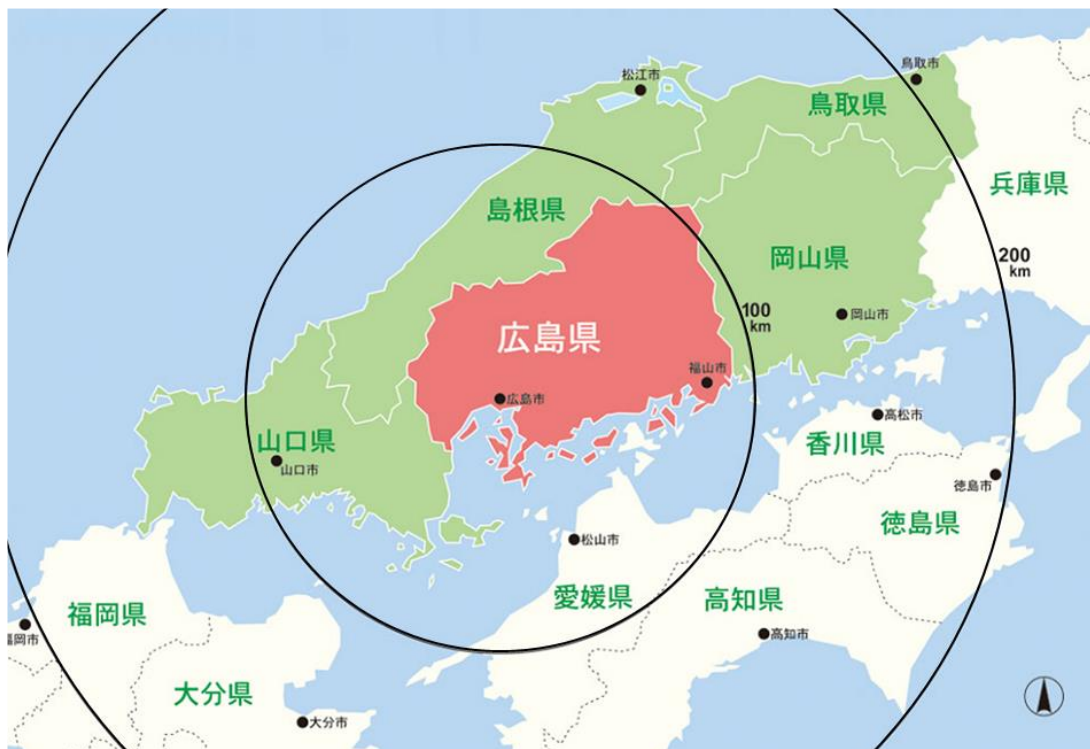 松江市
鳥取市
鳥取県
兵庫県
島根県
岡山県
200
km
100
km
岡山市
広島県
福山市
広島市
高松市
香川県
山口県
山口市
徳島市
徳島県
松山市
愛媛県
高知県
福岡県
福岡市
高知市
大分県
大分市